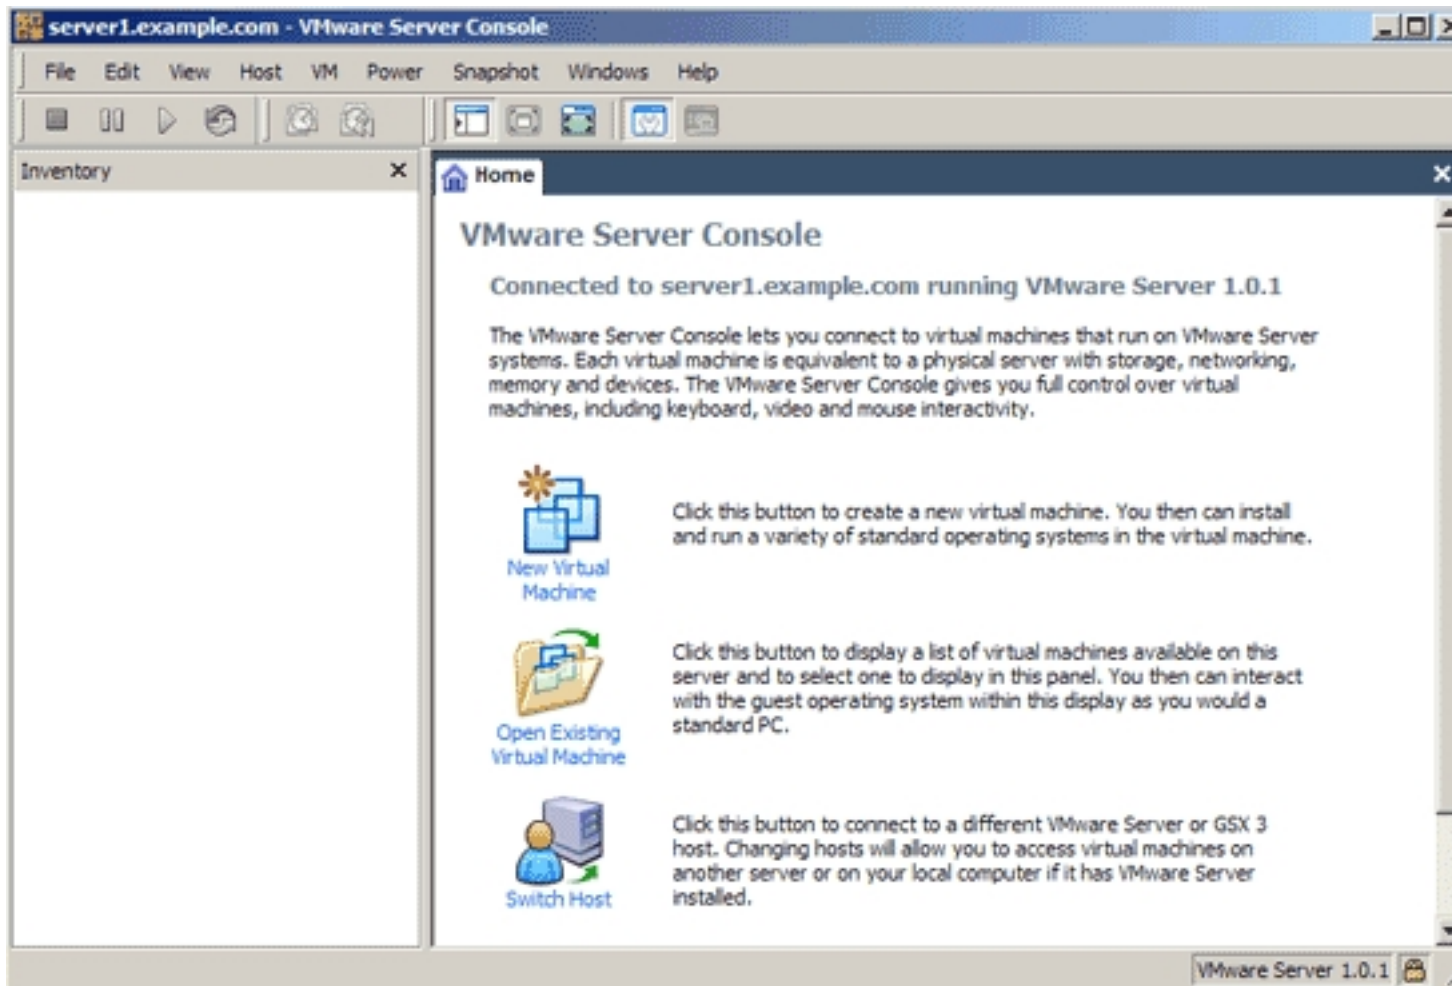 server1.example.com - VMware Server Console
File Edit View Host VM Power Snapshot Windows Help
Inventory
Home
VMware Server Console
Connected to server1.example.com running VMware Server 1.0.1
The VMware Server Console lets you connect to virtual machines that run on VMware Server
systems. Each virtual machine is equivalent to a physical server with storage, networking,
memory and devices. The VMware Server Console gives you full control over virtual
machines, including keyboard, video and mouse interactivity.
New Virtual
Machine
Click this button to create a new virtual machine. You then can install
and run a variety of standard operating systems in the virtual machine.
Open Existing
Virtual Machine
Click this button to display a list of virtual machines available on this
server and to select one to display in this panel. You then can interact
with the guest operating system within this display as you would a
standard PC.
Switch Host
Click this button to connect to a different VMware Server or GSX 3
host. Changing hosts will allow you to access virtual machines on
another server or on your local computer if it has VMware Server
installed.
VMware Server 1.0.1